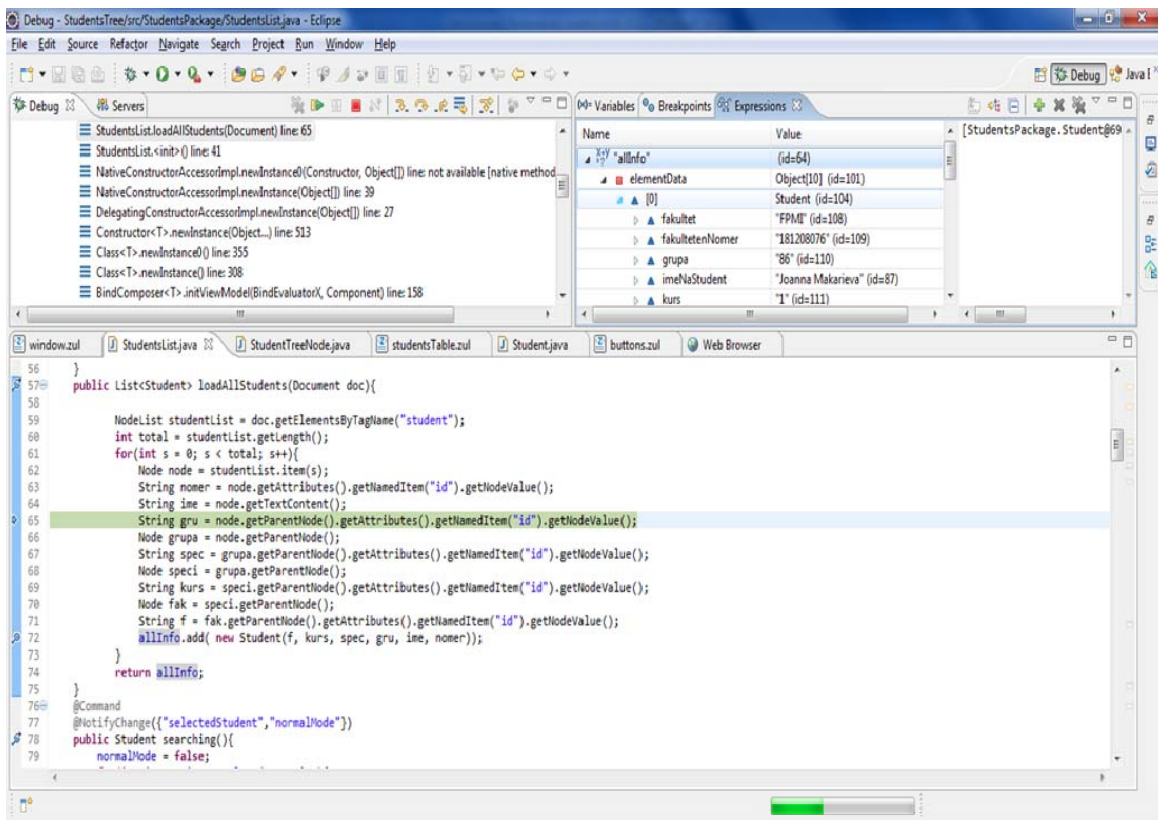 Debug - StudentsTree/src/StudentsPackage/StudentsList.java - Eclipse
File Edit Source Refactor Navigate Search Project Run Window Help
Debug Java
Debug Servers
StudentsList.loadAllStudents(Document) line: 65
StudentsList.<init>() line: 41
NativeConstructorAccessorImpl.newInstance0(Constructor, Object[]) line: not available [native method
NativeConstructorAccessorImpl.newInstance(Object[]) line: 39
DelegatingConstructorAccessorImpl.newInstance(Object[]) line: 27
Constructor<T>.newInstance(Object...) line: 513
Class<T>.newInstance0() line: 355
Class<T>.newInstance() line: 308
BindComposer<T>.initViewModel(BindEvaluatorX, Component) line: 158
Variables Breakpoints Expressions
Name Value
"allInfo" (id=64)
elementData Object[10] (id=101)
[0] Student (id=104)
fakultet "FPMI" (id=108)
fakultetenNomer "181208076" (id=109)
grupa "86" (id=110)
imeNaStudent "Joanna Makarieva" (id=87)
kurs "1" (id=111)
[StudentsPackage.Student@69
window.zul StudentsList.java StudentTreeNode.java studentsTable.zul Student.java buttons.zul Web Browser
56 }
57 public List<Student> loadAllStudents(Document doc){
58
59 NodeList studentList = doc.getElementsByTagName("student");
60 int total = studentList.getLength();
61 for(int s = 0; s < total; s++){
62 Node node = studentList.item(s);
63 String nomer = node.getAttributes().getNamedItem("id").getNodeValue();
64 String ime = node.getTextContent();
65 String gru = node.getParentNode().getAttributes().getNamedItem("id").getNodeValue();
66 Node grupa = node.getParentNode();
67 String spec = grupa.getParentNode().getAttributes().getNamedItem("id").getNodeValue();
68 Node speci = grupa.getParentNode();
69 String kurs = speci.getParentNode().getAttributes().getNamedItem("id").getNodeValue();
70 Node fak = speci.getParentNode();
71 String f = fak.getParentNode().getAttributes().getNamedItem("id").getNodeValue();
72 allInfo.add( new Student(f, kurs, spec, gru, ime, nomer));
73 }
74 return allInfo;
75 }
76 @Command
77 @NotifyChange({"selectedStudent","normalMode"})
78 public Student searching(){
79 normalMode = false;